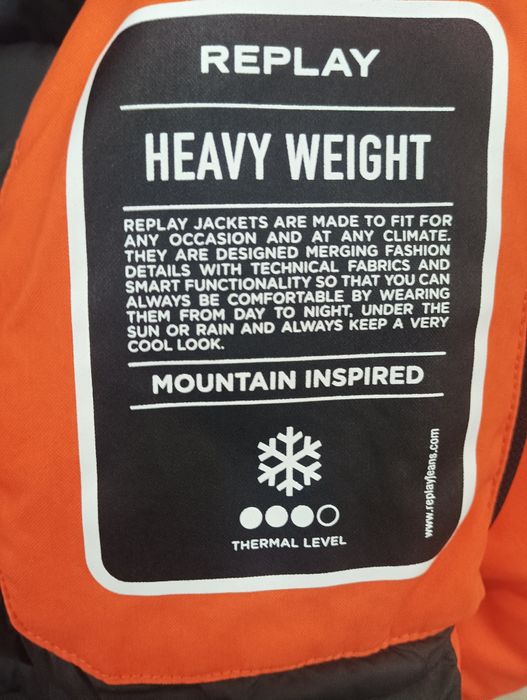 REPLAY
HEAVY WEIGHT
REPLAY JACKETS ARE MADE TO FIT FOR
ANY OCCASION AND AT ANY CLIMATE.
THEY ARE DESIGNED MERGING FASHION
DETAILS WITH TECHNICAL FABRICS AND
SMART FUNCTIONALITY SO THAT YOU CAN
ALWAYS BE COMFORTABLE BY WEARING
THEM FROM DAY TO NIGHT, UNDER THE
SUN OR RAIN AND ALWAYS KEEP A VERY
COOL LOOK.
MOUNTAIN INSPIRED
THERMAL LEVEL
www.replayjeans.com